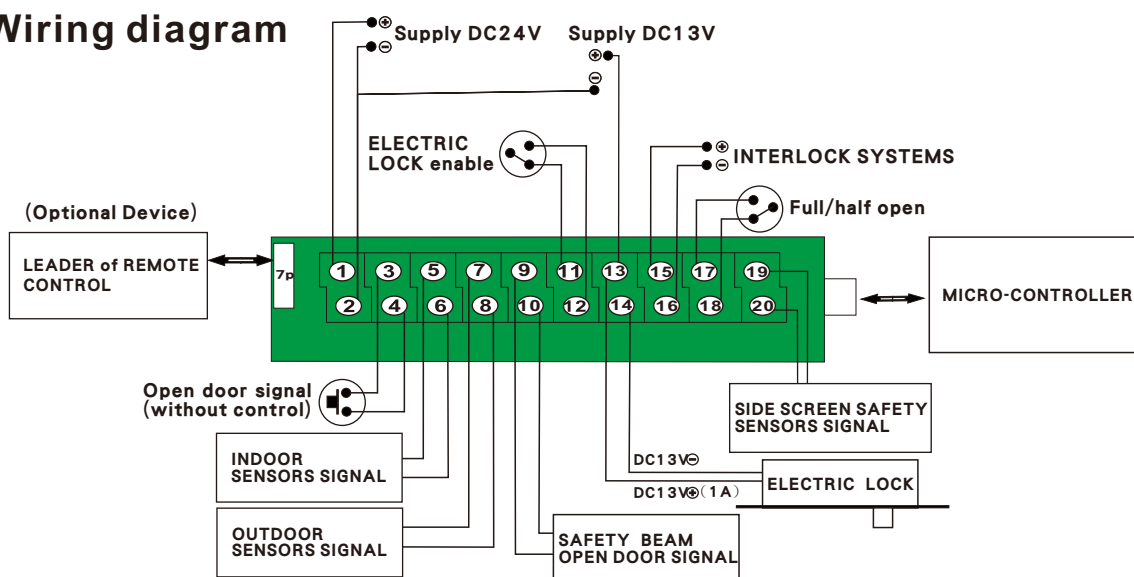 Wiring diagram
Supply DC24V
Supply DC13V
ELECTRIC
LOCK enable
INTERLOCK SYSTEMS
Full/half open
(Optional Device)
LEADER of REMOTE
CONTROL
7p
1 3 5 7 9 11 13 15 17 19
2 4 6 8 10 12 14 16 18 20
MICRO-CONTROLLER
Open door signal
(without control)
INDOOR
SENSORS SIGNAL
OUTDOOR
SENSORS SIGNAL
SAFETY BEAM
OPEN DOOR SIGNAL
SIDE SCREEN SAFETY
SENSORS SIGNAL
DC13V⊖
DC13V⊕(1A)
ELECTRIC LOCK